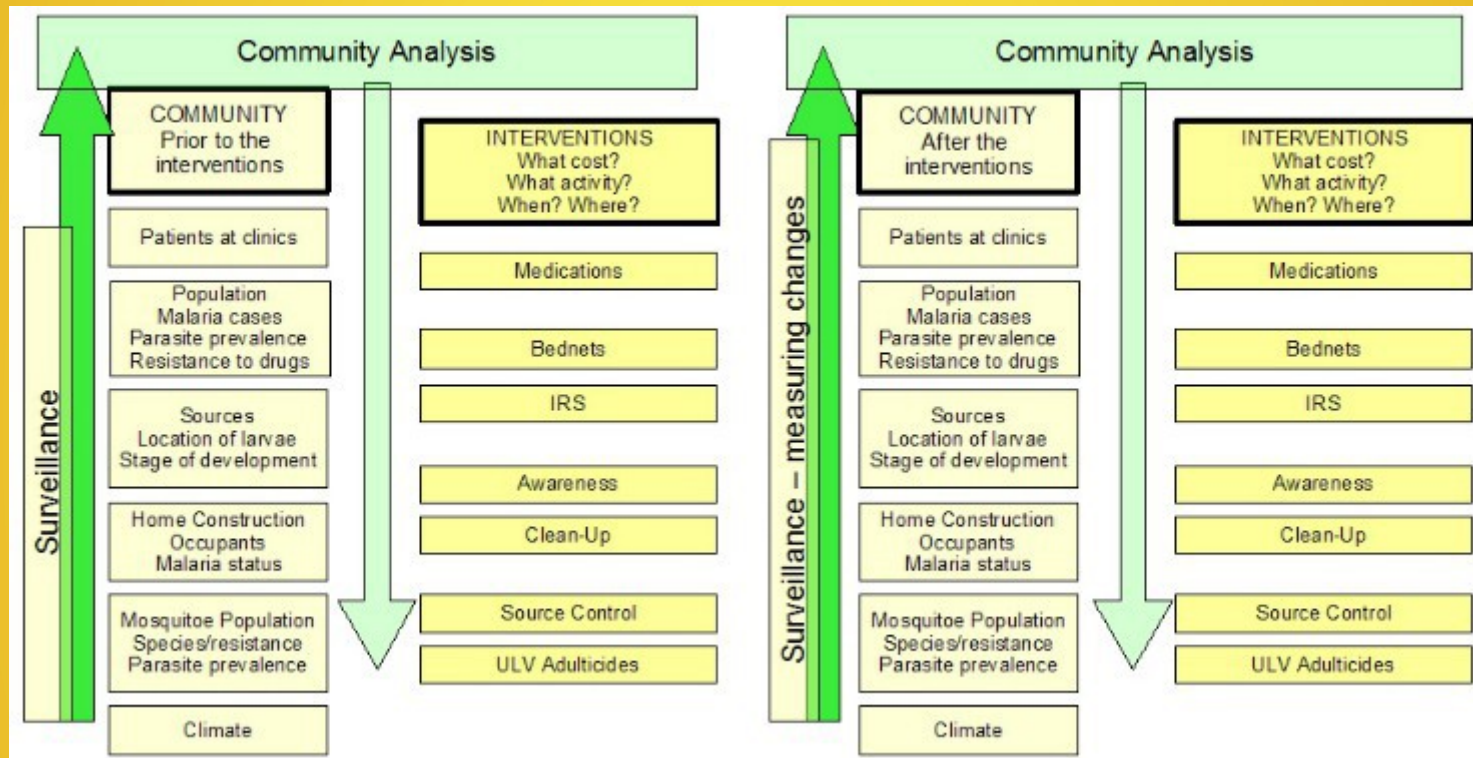 Community Analysis
Surveillance
COMMUNITY
Prior to the
interventions
Patients at clinics
Population
Malaria cases
Parasite prevalence
Resistance to drugs
Sources
Location of larvae
Stage of development
Home Construction
Occupants
Malaria status
Mosquitoe Population
Species/resistance
Parasite prevalence
Climate
INTERVENTIONS
What cost?
What activity?
When? Where?
Medications
Bednets
IRS
Awareness
Clean-Up
Source Control
ULV Adulticides
Community Analysis
Surveillance – measuring changes
COMMUNITY
After the
interventions
Patients at clinics
Population
Malaria cases
Parasite prevalence
Resistance to drugs
Sources
Location of larvae
Stage of development
Home Construction
Occupants
Malaria status
Mosquitoe Population
Species/resistance
Parasite prevalence
Climate
INTERVENTIONS
What cost?
What activity?
When? Where?
Medications
Bednets
IRS
Awareness
Clean-Up
Source Control
ULV Adulticides